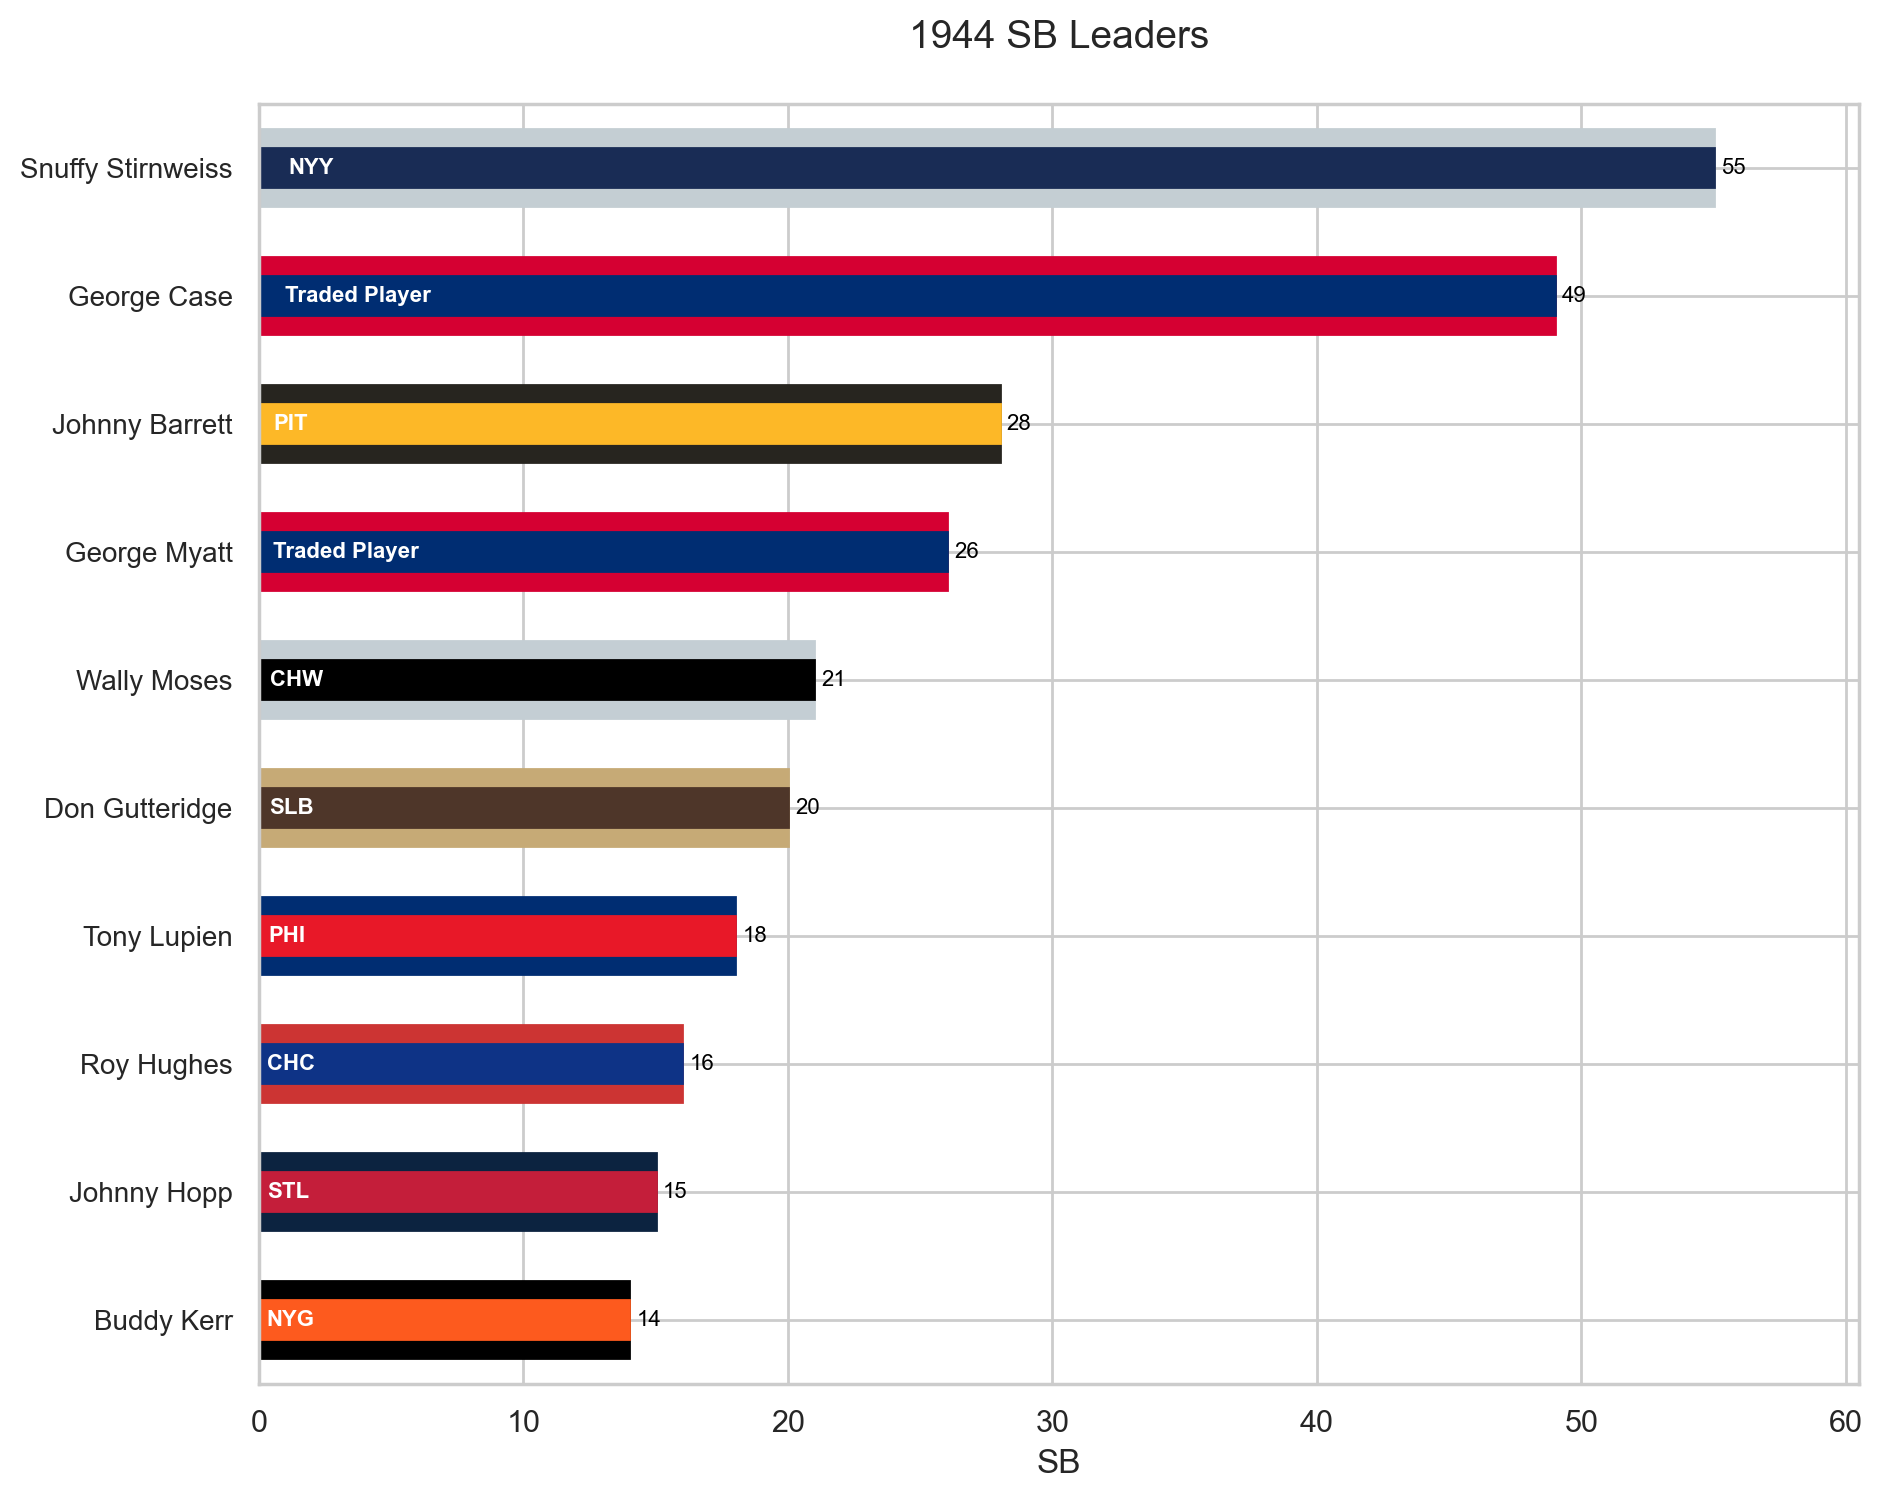 1944 SB Leaders
Snuffy Stirnweiss NYY 55
George Case Traded Player 49
Johnny Barrett PIT 28
George Myatt Traded Player 26
Wally Moses CHW 21
Don Gutteridge SLB 20
Tony Lupien PHI 18
Roy Hughes CHC 16
Johnny Hopp STL 15
Buddy Kerr NYG 14
0 10 20 30 40 50 60
SB